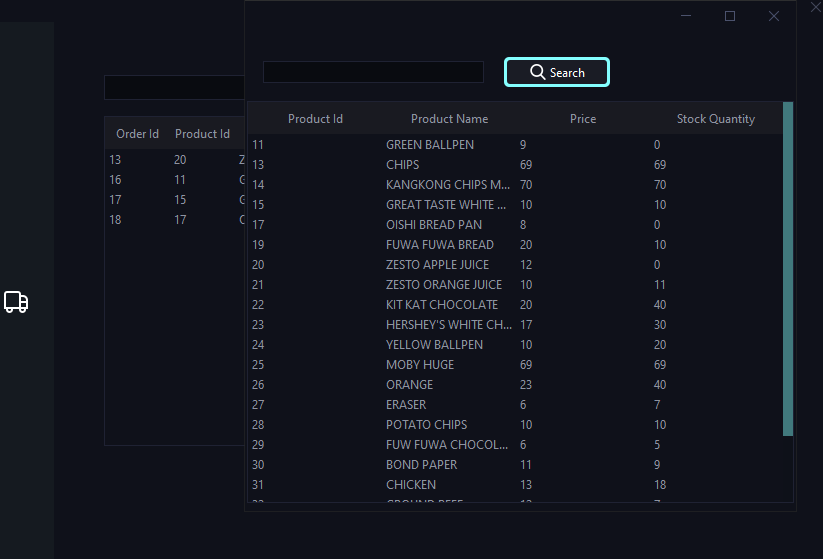 Search
Product Id Product Name Price Stock Quantity
11 GREEN BALLPEN 9 0
13 CHIPS 69 69
14 KANGKONG CHIPS M... 70 70
15 GREAT TASTE WHITE ... 10 10
17 OISHI BREAD PAN 8 0
19 FUWA FUWA BREAD 20 10
20 ZESTO APPLE JUICE 12 0
21 ZESTO ORANGE JUICE 10 11
22 KIT KAT CHOCOLATE 20 40
23 HERSHEY'S WHITE CH... 17 30
24 YELLOW BALLPEN 10 20
25 MOBY HUGE 69 69
26 ORANGE 23 40
27 ERASER 6 7
28 POTATO CHIPS 10 10
29 FUW FUWA CHOCOL... 6 5
30 BOND PAPER 11 9
31 CHICKEN 13 18
Order Id Product Id
13 20
16 11
17 15
18 17